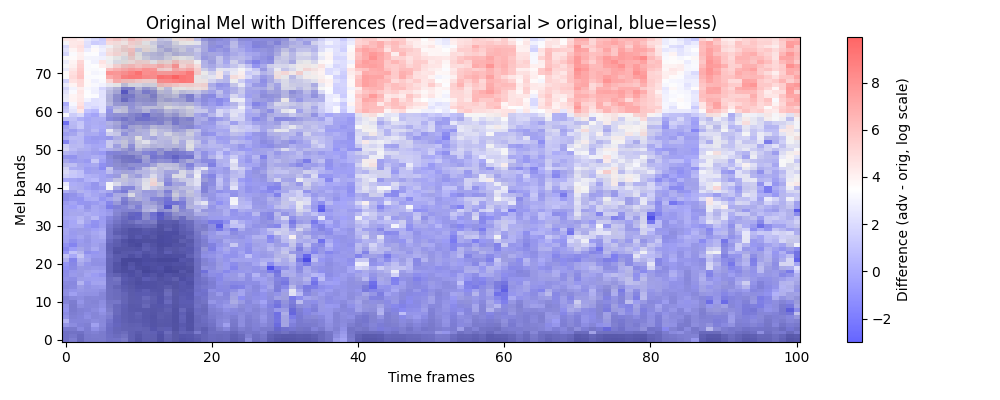 Original Mel with Differences (red=adversarial > original, blue=less)
Mel bands
70
60
50
40
30
20
10
0
0 20 40 60 80 100
Time frames
8
6
4
2
0
−2
Difference (adv - orig, log scale)